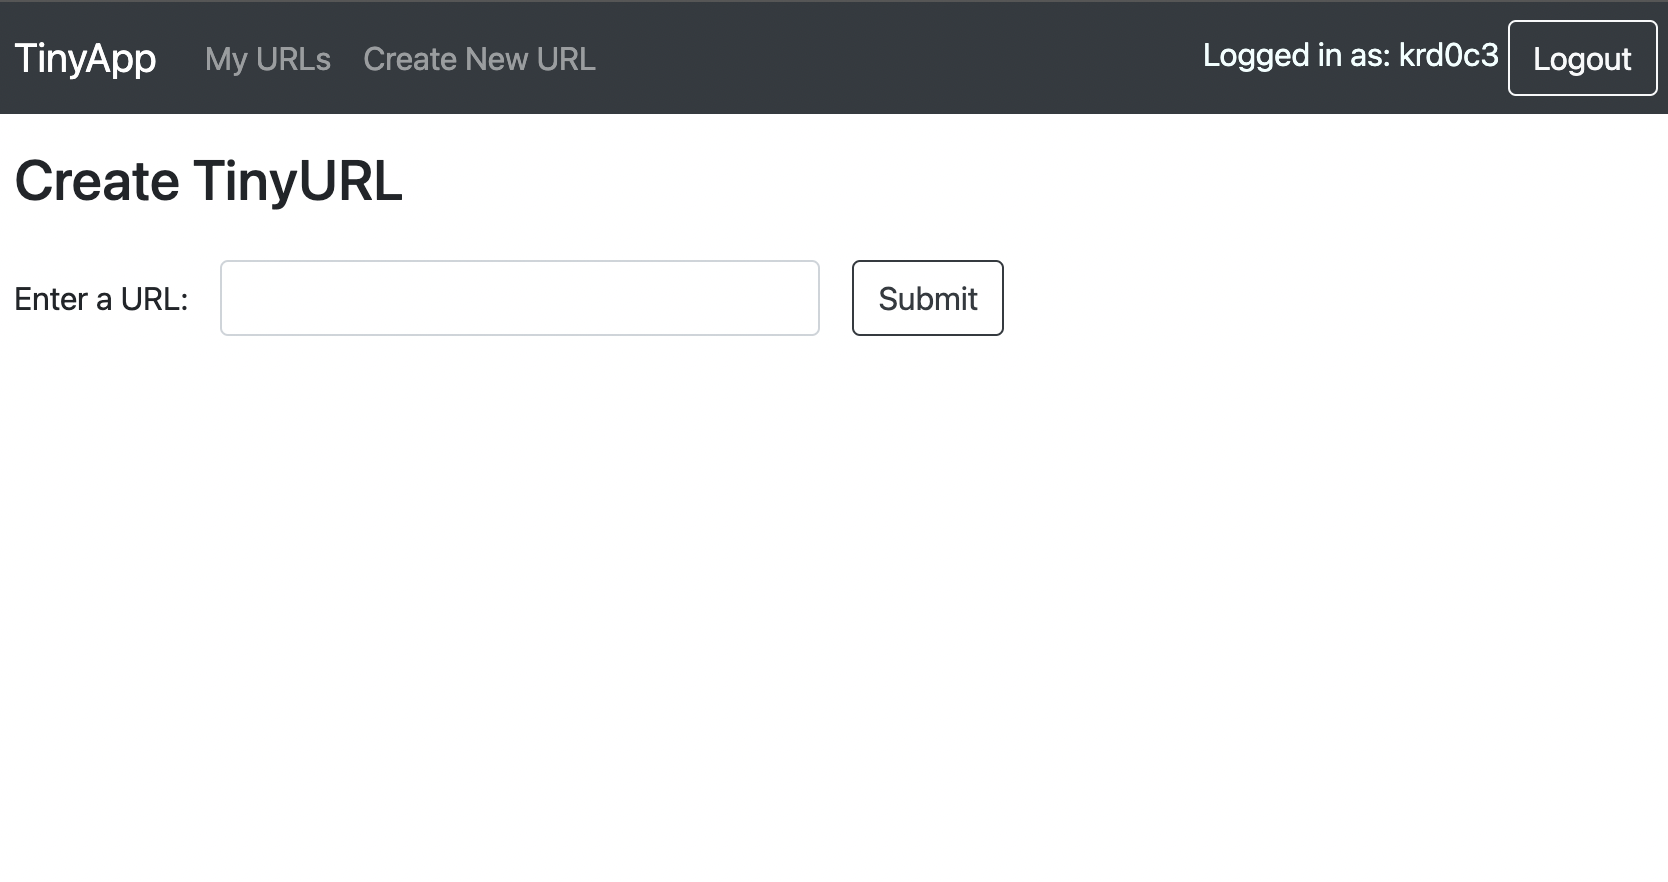 TinyApp My URLs Create New URL Logged in as: krd0c3 Logout
Create TinyURL
Enter a URL: Submit